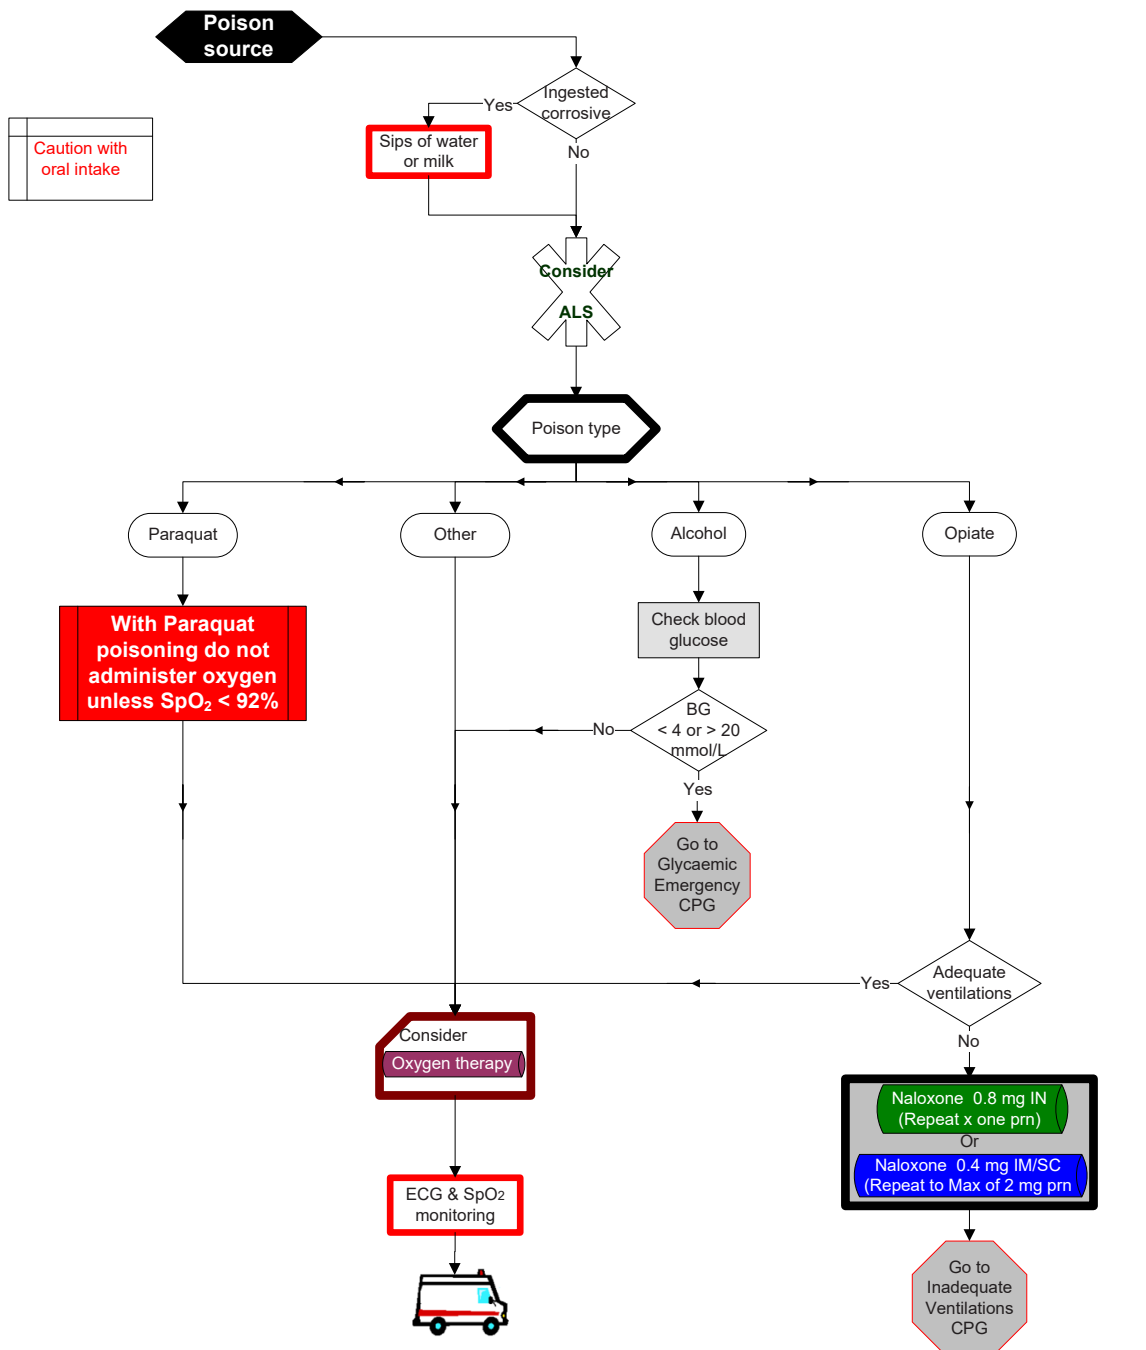 Poison
source
Ingested
corrosive
Yes
Sips of water
or milk
No
Caution with
oral intake
Consider
ALS
Poison type
Paraquat
Other
Alcohol
Opiate
With Paraquat
poisoning do not
administer oxygen
unless SpO₂ < 92%
Check blood
glucose
BG
< 4 or > 20
mmol/L
No
Yes
Go to
Glycaemic
Emergency
CPG
Adequate
ventilations
Yes
No
Consider
Oxygen therapy
Naloxone 0.8 mg IN
(Repeat x one prn)
Or
Naloxone 0.4 mg IM/SC
(Repeat to Max of 2 mg prn
ECG & SpO2
monitoring
Go to
Inadequate
Ventilations
CPG